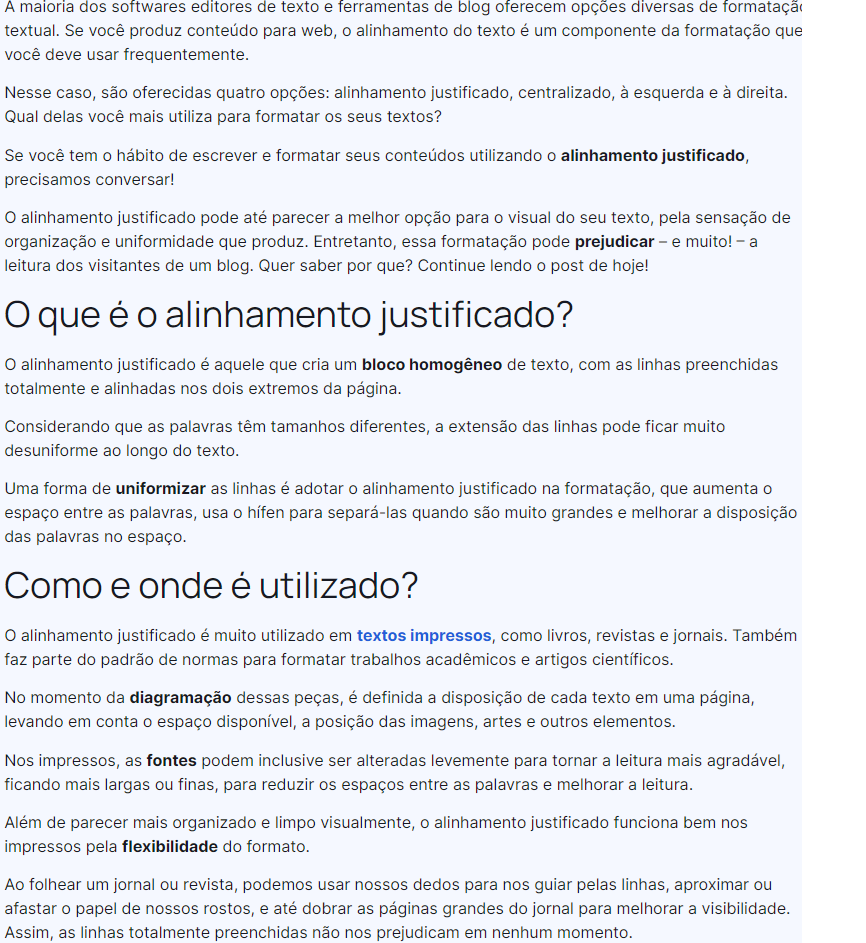 A maioria dos softwares editores de texto e ferramentas de blog oferecem opções diversas de formatação
textual. Se você produz conteúdo para web, o alinhamento do texto é um componente da formatação que
você deve usar frequentemente.
Nesse caso, são oferecidas quatro opções: alinhamento justificado, centralizado, à esquerda e à direita.
Qual delas você mais utiliza para formatar os seus textos?
Se você tem o hábito de escrever e formatar seus conteúdos utilizando o alinhamento justificado,
precisamos conversar!
O alinhamento justificado pode até parecer a melhor opção para o visual do seu texto, pela sensação de
organização e uniformidade que produz. Entretanto, essa formatação pode prejudicar – e muito! – a
leitura dos visitantes de um blog. Quer saber por que? Continue lendo o post de hoje!
O que é o alinhamento justificado?
O alinhamento justificado é aquele que cria um bloco homogêneo de texto, com as linhas preenchidas
totalmente e alinhadas nos dois extremos da página.
Considerando que as palavras têm tamanhos diferentes, a extensão das linhas pode ficar muito
desuniforme ao longo do texto.
Uma forma de uniformizar as linhas é adotar o alinhamento justificado na formatação, que aumenta o
espaço entre as palavras, usa o hífen para separá-las quando são muito grandes e melhorar a disposição
das palavras no espaço.
Como e onde é utilizado?
O alinhamento justificado é muito utilizado em textos impressos, como livros, revistas e jornais. Também
faz parte do padrão de normas para formatar trabalhos acadêmicos e artigos científicos.
No momento da diagramação dessas peças, é definida a disposição de cada texto em uma página,
levando em conta o espaço disponível, a posição das imagens, artes e outros elementos.
Nos impressos, as fontes podem inclusive ser alteradas levemente para tornar a leitura mais agradável,
ficando mais largas ou finas, para reduzir os espaços entre as palavras e melhorar a leitura.
Além de parecer mais organizado e limpo visualmente, o alinhamento justificado funciona bem nos
impressos pela flexibilidade do formato.
Ao folhear um jornal ou revista, podemos usar nossos dedos para nos guiar pelas linhas, aproximar ou
afastar o papel de nossos rostos, e até dobrar as páginas grandes do jornal para melhorar a visibilidade.
Assim, as linhas totalmente preenchidas não nos prejudicam em nenhum momento.